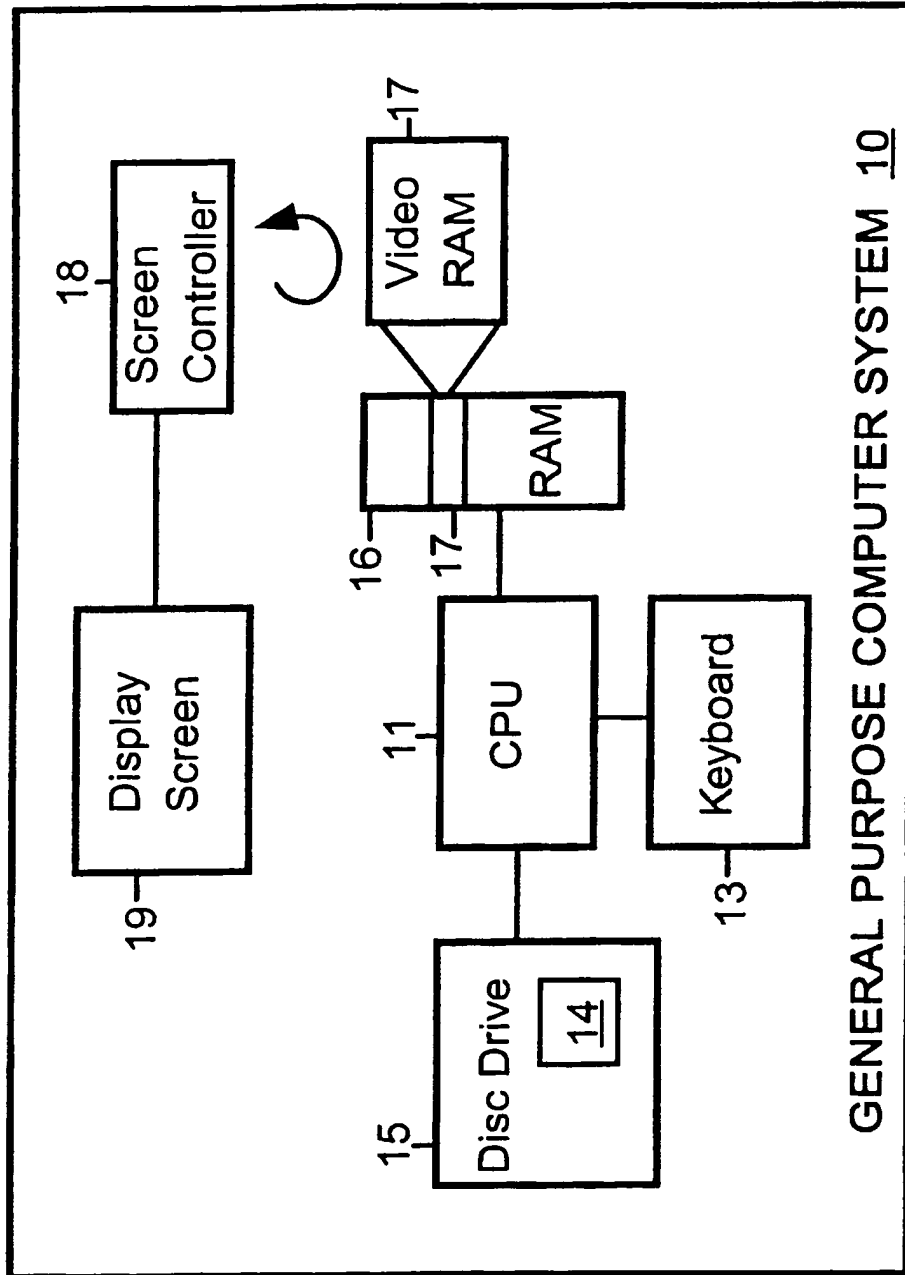 18
Screen
Controller
Display
Screen
19
17
Video
RAM
16
17
RAM
11
CPU
15
Disc Drive
14
Keyboard
13
GENERAL PURPOSE COMPUTER SYSTEM 10